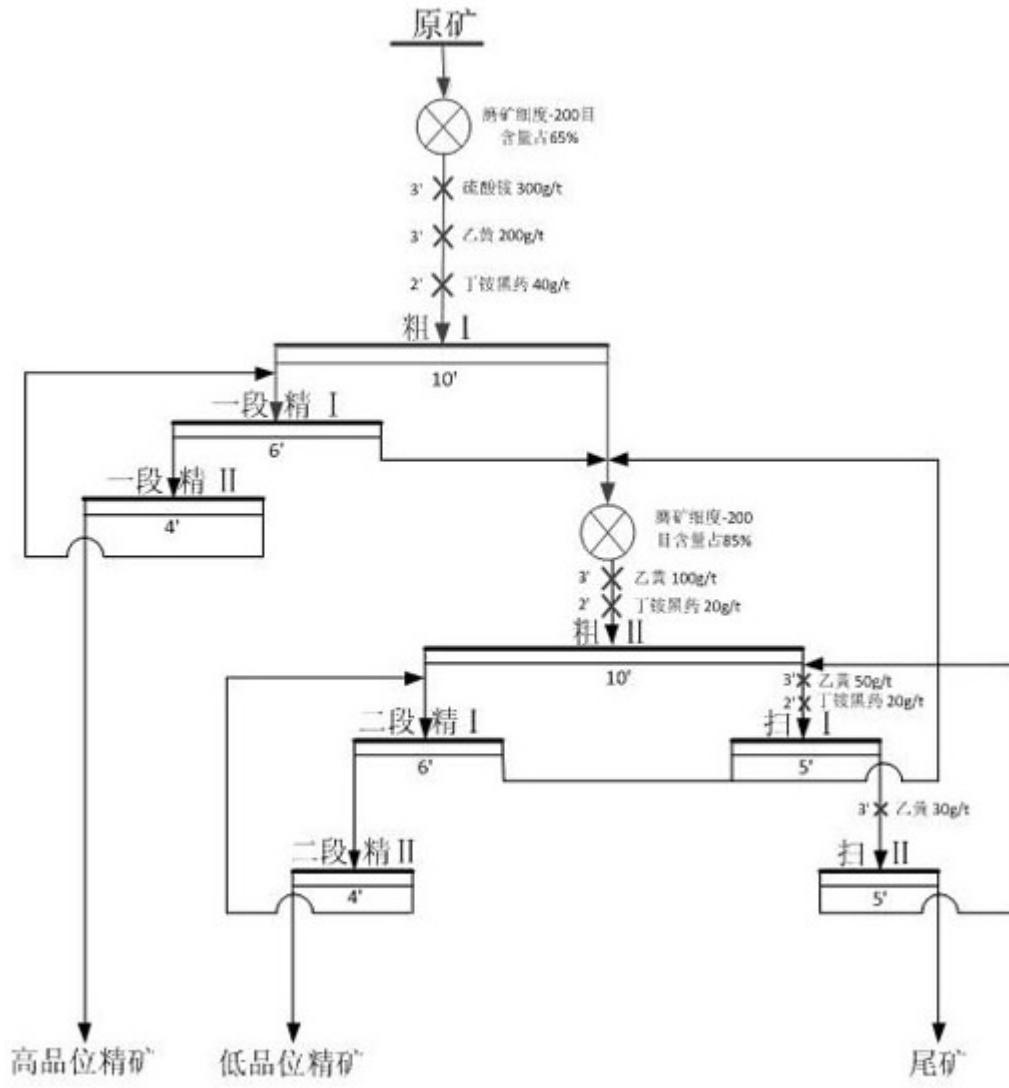 原矿
磨矿细度-200目
含量占65%
3' 硫酸铵 300g/t
3' 乙黄 200g/t
2' 丁铵黑药 40g/t
粗 I
10'
一段 精 I
6'
一段 精 II
4'
磨矿细度-200
目含量占85%
3' 乙黄 100g/t
2' 丁铵黑药 20g/t
粗 II
10'
3' 乙黄 50g/t
2' 丁铵黑药 20g/t
二段 精 I
6'
扫 I
5'
3' 乙黄 30g/t
二段 精 II
4'
扫 II
5'
高品位精矿
低品位精矿
尾矿